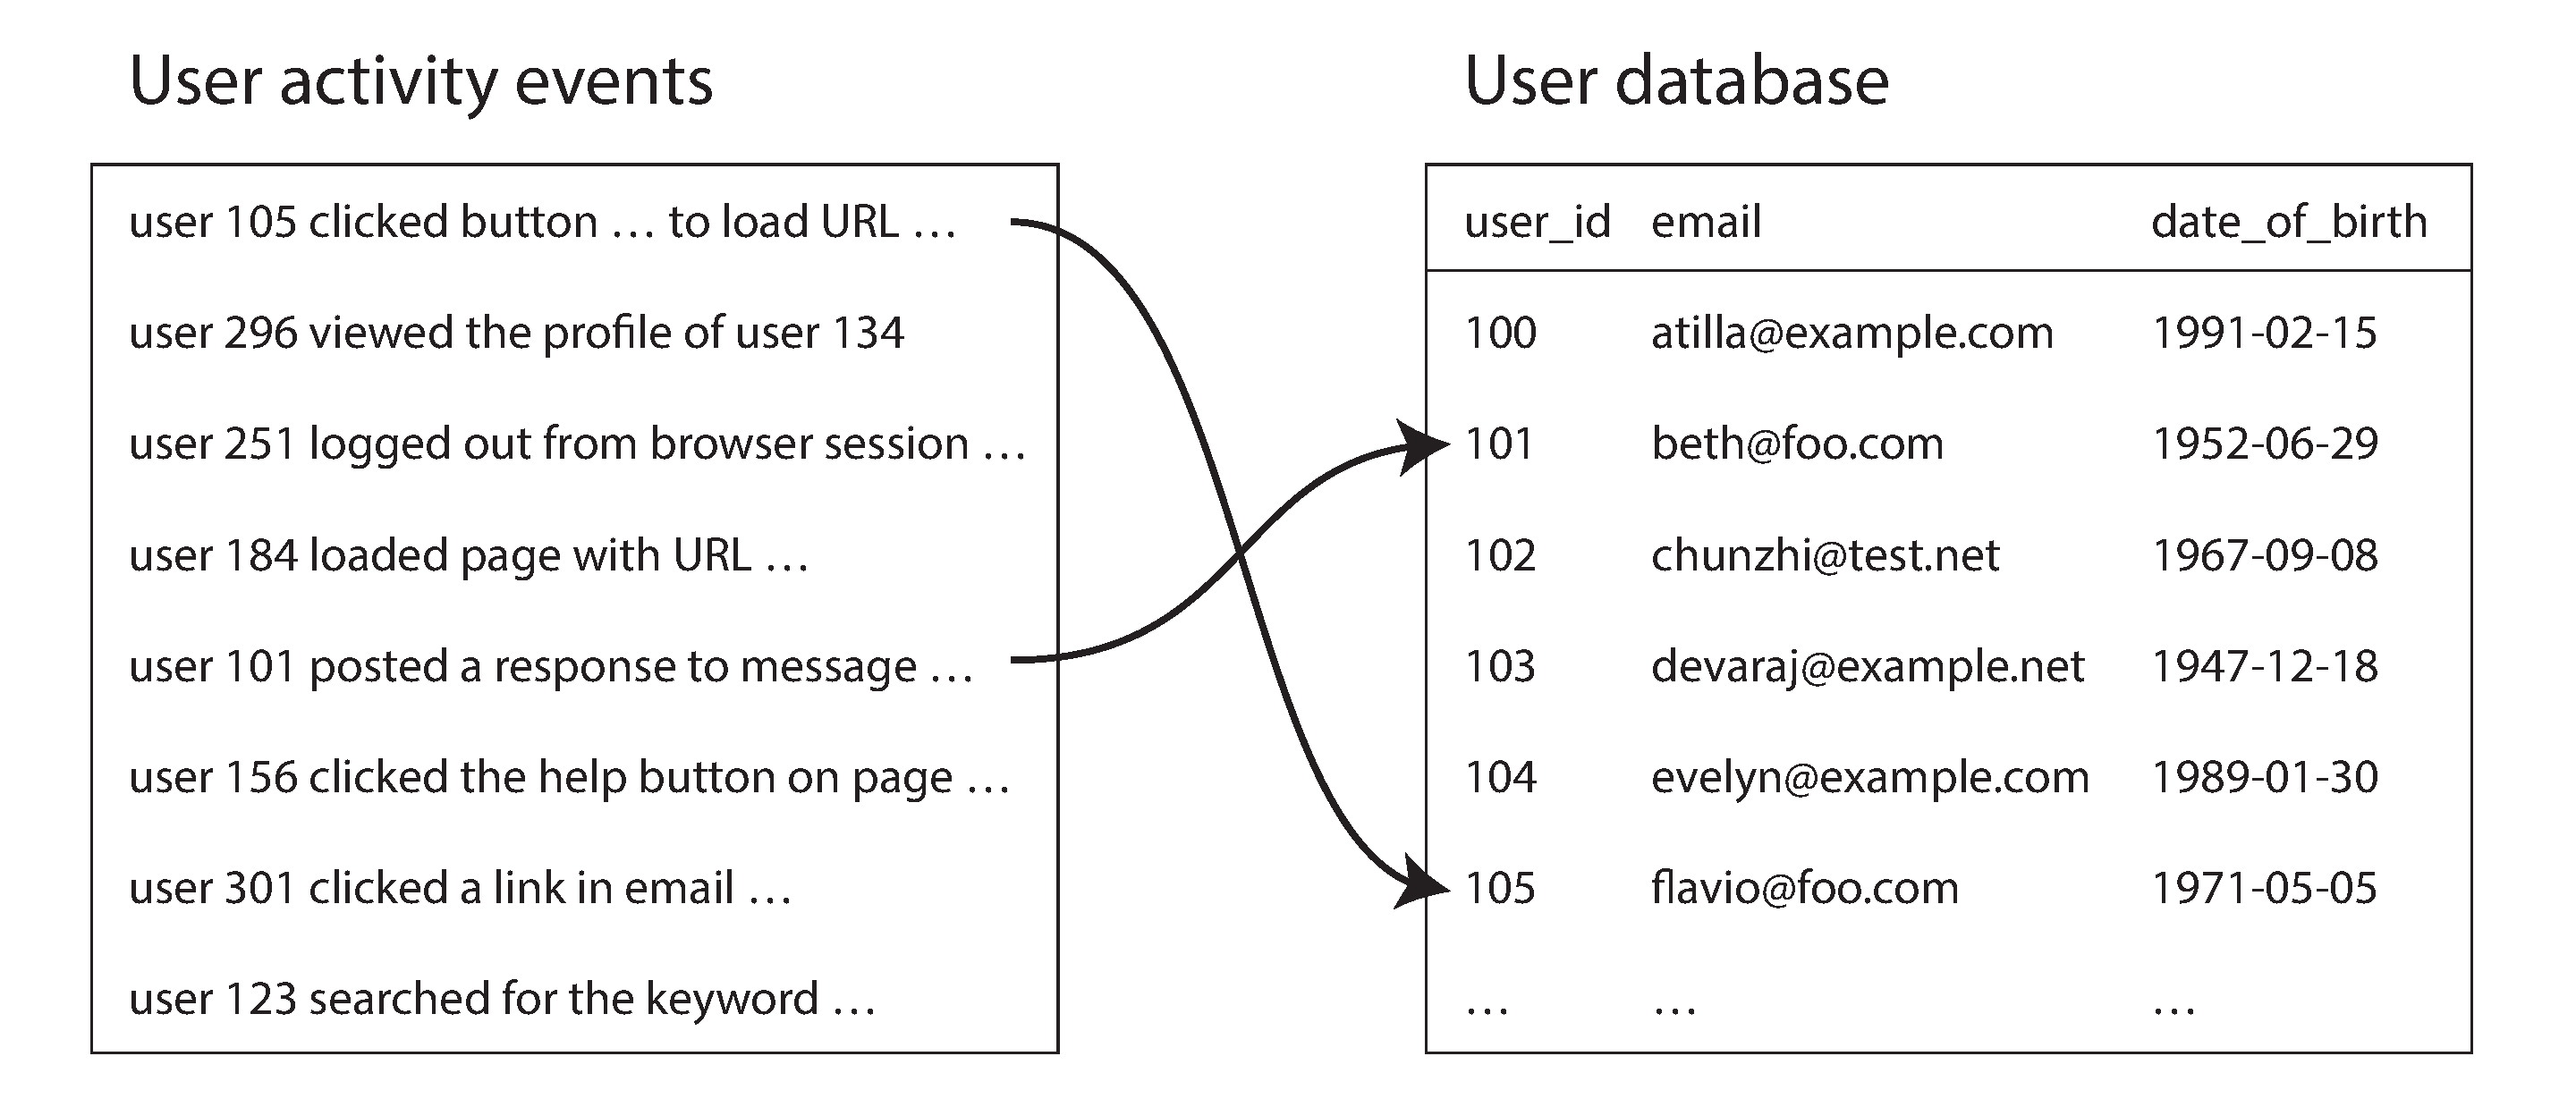 User activity events
user 105 clicked button … to load URL …
user 296 viewed the profile of user 134
user 251 logged out from browser session …
user 184 loaded page with URL …
user 101 posted a response to message …
user 156 clicked the help button on page …
user 301 clicked a link in email …
user 123 searched for the keyword …
User database
user_id email date_of_birth
100 atilla@example.com 1991-02-15
101 beth@foo.com 1952-06-29
102 chunzhi@test.net 1967-09-08
103 devaraj@example.net 1947-12-18
104 evelyn@example.com 1989-01-30
105 flavio@foo.com 1971-05-05
… … …